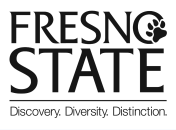 FRESNO
STATE
Discovery. Diversity. Distinction.